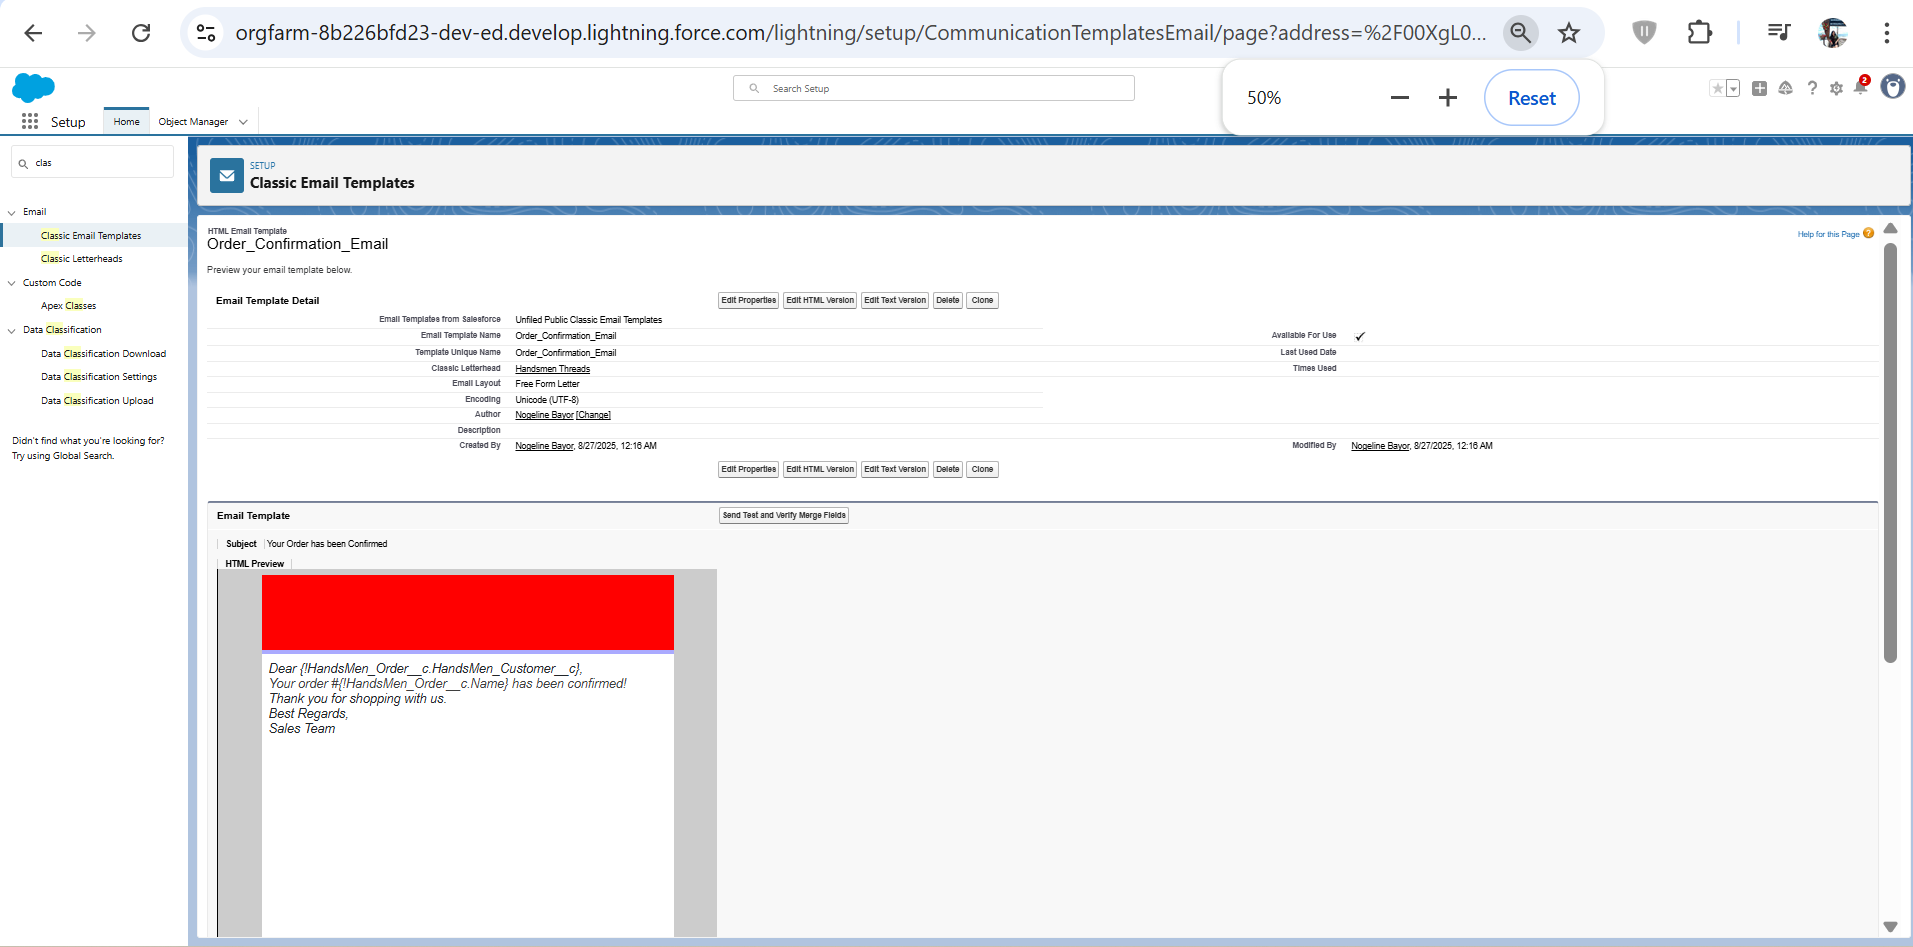 orgfarm-8b226bfd23-dev-ed.develop.lightning.force.com/lightning/setup/CommunicationTemplatesEmail/page?address=%2F00XgL0...
50%
Reset
Search Setup
2
Setup
Home
Object Manager
clas
SETUP
Classic Email Templates
Email
Classic Email Templates
Classic Letterheads
Custom Code
Apex Classes
Data Classification
Data Classification Download
Data Classification Settings
Data Classification Upload
Didn't find what you're looking for?
Try using Global Search.
HTML Email Template
Order_Confirmation_Email
Help for this Page ?
Preview your email template below.
Email Template Detail
Edit Properties Edit HTML Version Edit Text Version Delete Clone
Email Templates from Salesforce Unfiled Public Classic Email Templates
Email Template Name Order_Confirmation_Email Available For Use
Template Unique Name Order_Confirmation_Email Last Used Date
Classic Letterhead Handsmen Threads Times Used
Email Layout Free Form Letter
Encoding Unicode (UTF-8)
Author Nogeline Bayor [Change]
Description
Created By Nogeline Bayor, 8/27/2025, 12:16 AM Modified By Nogeline Bayor, 8/27/2025, 12:16 AM
Edit Properties Edit HTML Version Edit Text Version Delete Clone
Email Template
Send Test and Verify Merge Fields
Subject Your Order has been Confirmed
HTML Preview
Dear {!HandsMen_Order__c.HandsMen_Customer__c},
Your order #{!HandsMen_Order__c.Name} has been confirmed!
Thank you for shopping with us.
Best Regards,
Sales Team